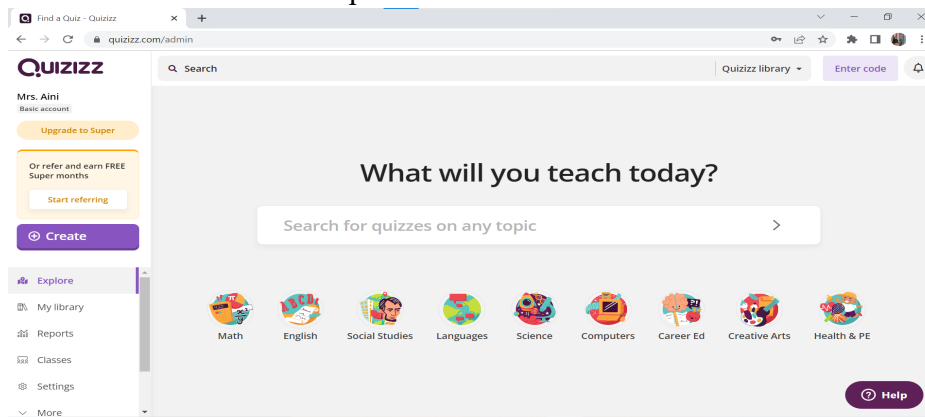 Find a Quiz - Quizizz
quizizz.com/admin
QUIZIZZ
Search
Quizizz library
Enter code
Mrs. Aini
Basic account
Upgrade to Super
Or refer and earn FREE
Super months
Start referring
Create
Explore
My library
Reports
Classes
Settings
More
What will you teach today?
Search for quizzes on any topic
Math
English
Social Studies
Languages
Science
Computers
Career Ed
Creative Arts
Health & PE
Help